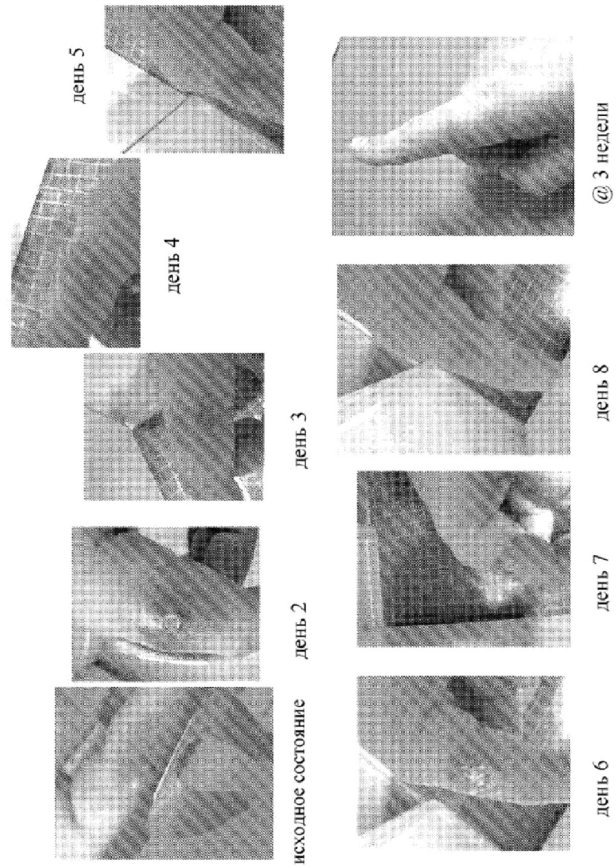 исходное состояние
день 2
день 3
день 4
день 5
день 6
день 7
день 8
@ 3 недели